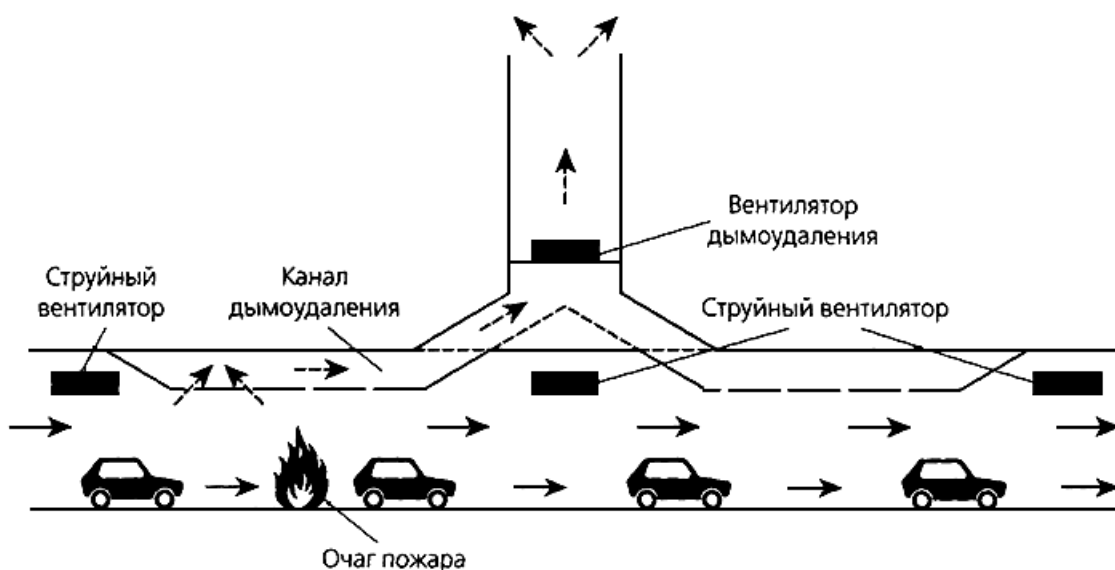 Вентилятор
дымоудаления
Струйный
вентилятор
Канал
дымоудаления
Струйный вентилятор
Очаг пожара